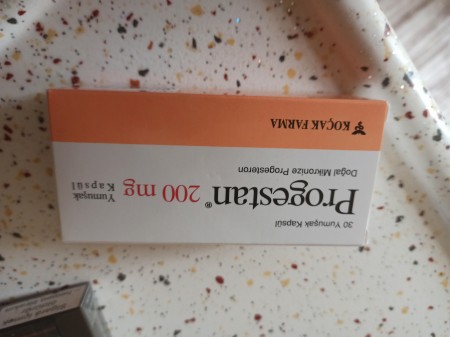 30 Yumuşak Kapsül
Progestan® 200 mg Yumuşak Kapsül
Doğal Mikronize Progesteron
KOÇAK FARMA